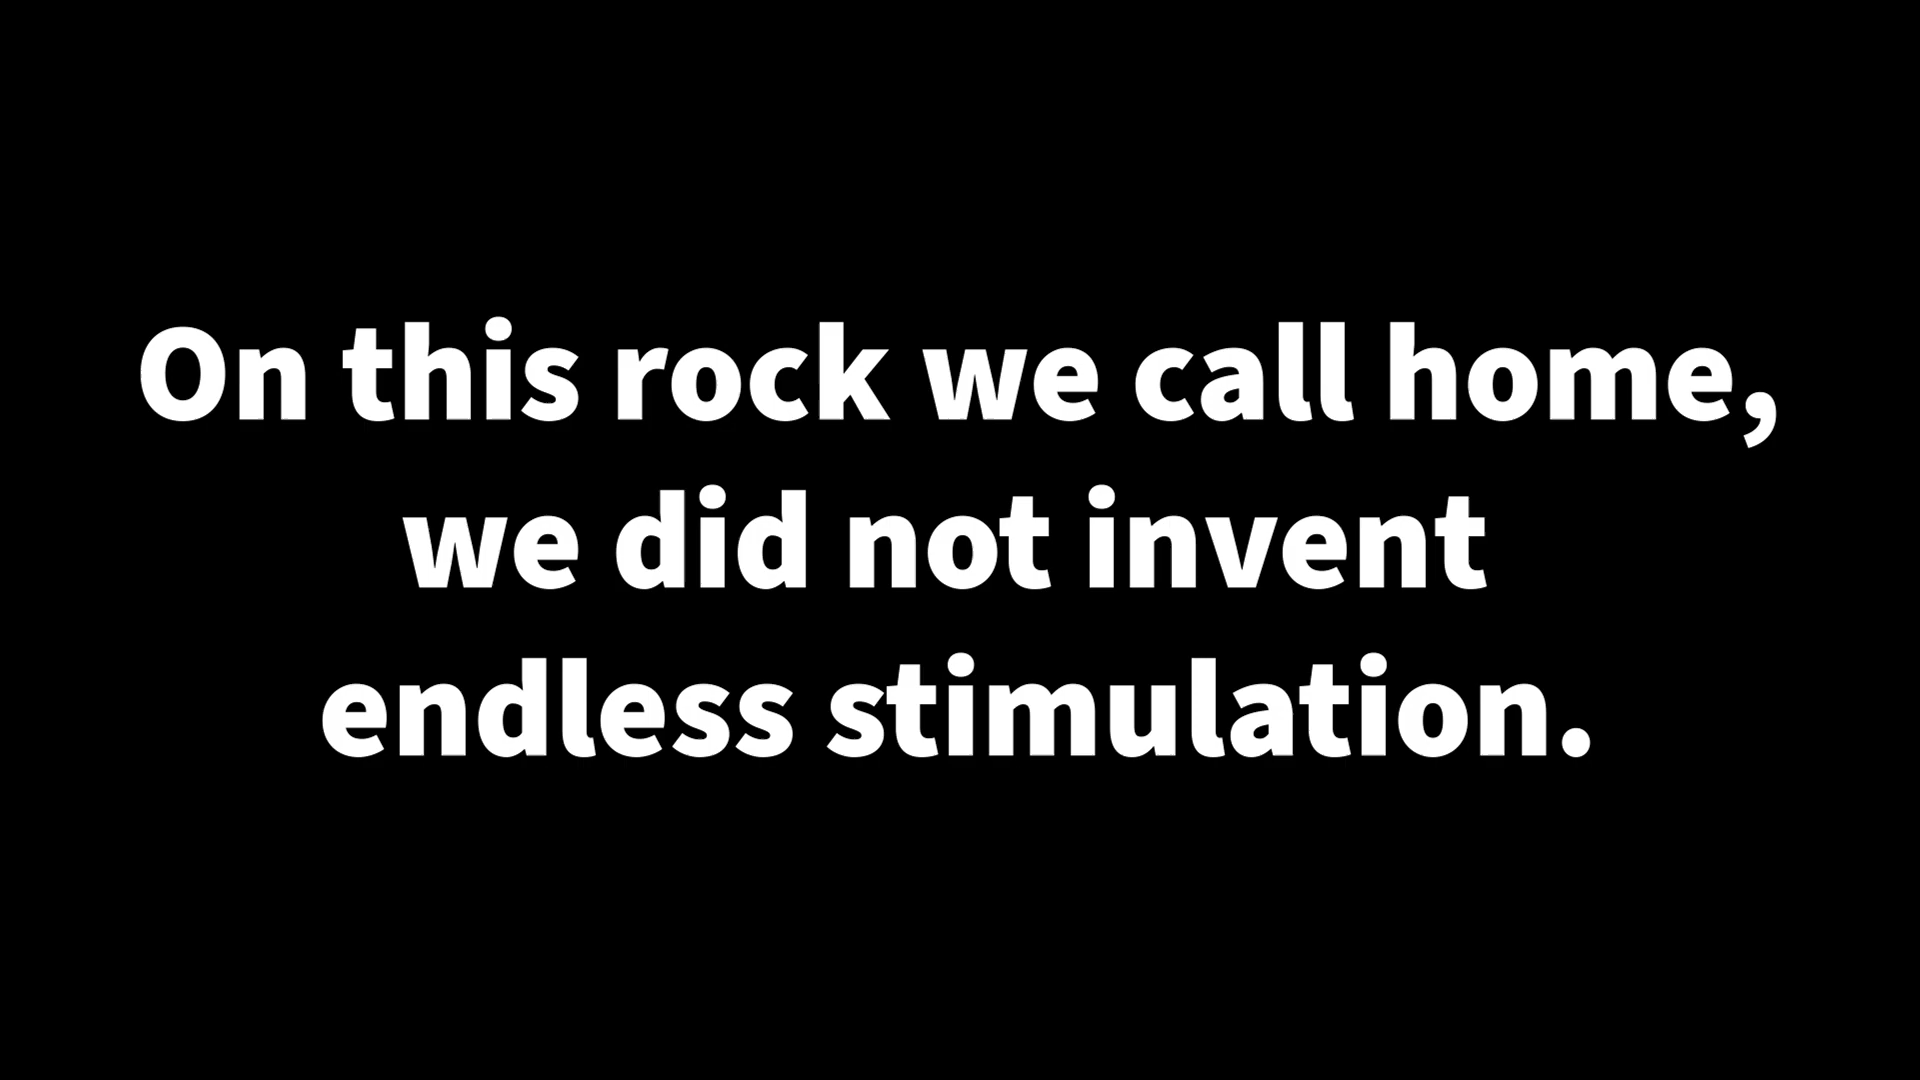 On this rock we call home,
we did not invent
endless stimulation.